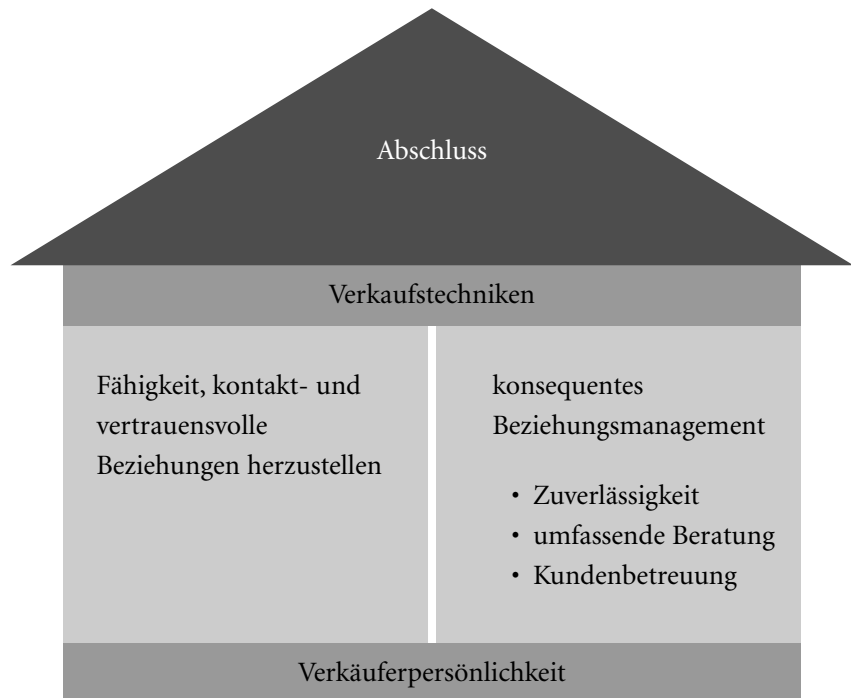 Abschluss
Verkaufstechniken
Fähigkeit, kontakt- und
vertrauensvolle
Beziehungen herzustellen
konsequentes
Beziehungsmanagement
• Zuverlässigkeit
• umfassende Beratung
• Kundenbetreuung
Verkäuferpersönlichkeit